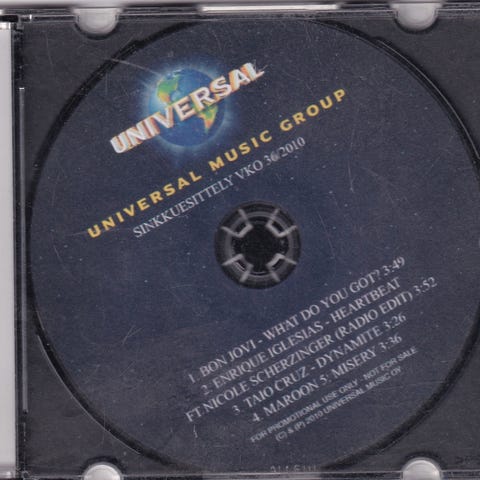 UNIVERSAL
UNIVERSAL MUSIC GROUP
SINKKUESITTELY VKO 36/2010
1. BON JOVI - WHAT DO YOU GOT? 3:49
2. ENRIQUE IGLESIAS - HEARTBEAT
FT NICOLE SCHERZINGER (RADIO EDIT) 3:52
3. TAIO CRUZ - DYNAMITE 3:26
4. MAROON 5: MISERY 3:36
FOR PROMOTIONAL USE ONLY - NOT FOR SALE
(C) & (P) 2010 UNIVERSAL MUSIC OY